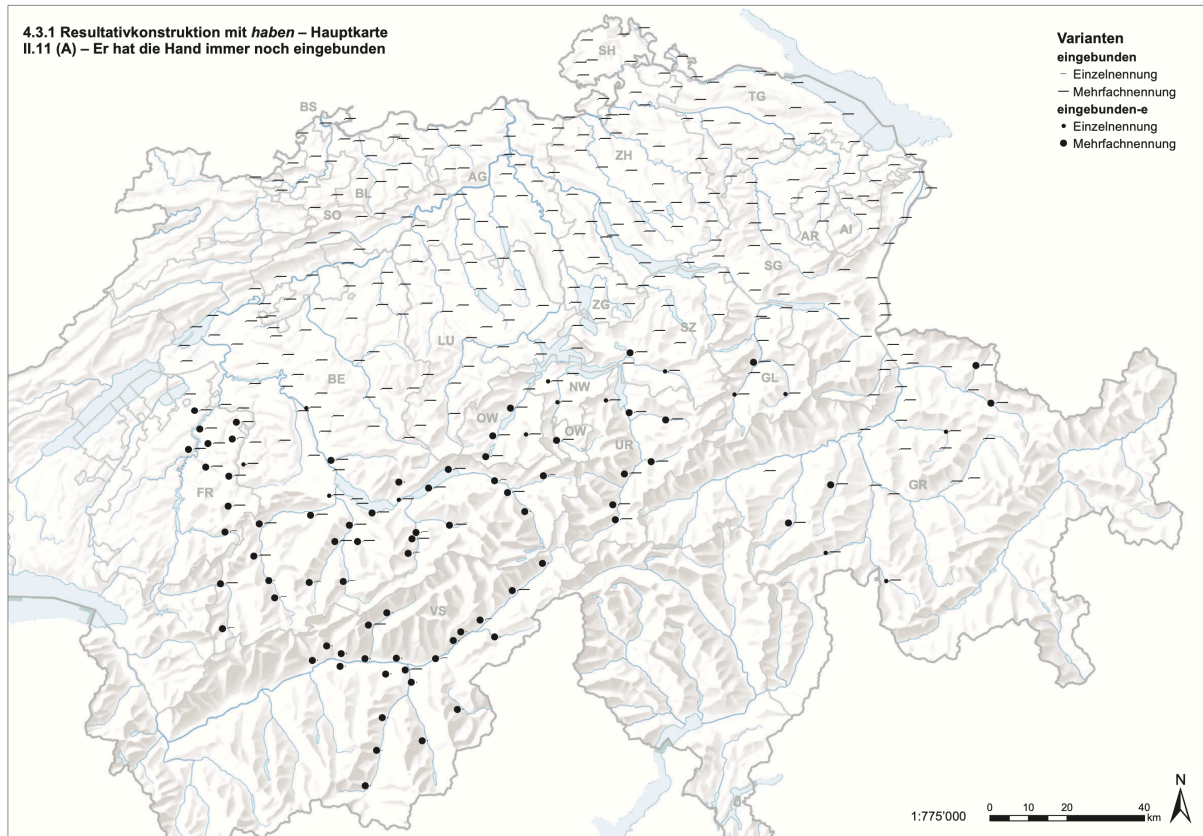 4.3.1 Resultativkonstruktion mit haben – Hauptkarte
II.11 (A) – Er hat die Hand immer noch eingebunden
Varianten
eingebunden
– Einzelnennung
— Mehrfachnennung
eingebunden-e
• Einzelnennung
● Mehrfachnennung
SH
BS
TG
ZH
BL
AG
SO
AR
AI
SG
ZG
LU
SZ
BE
NW
GL
OW
OW
UR
FR
GR
VS
N
1:775'000
0 10 20 40
km